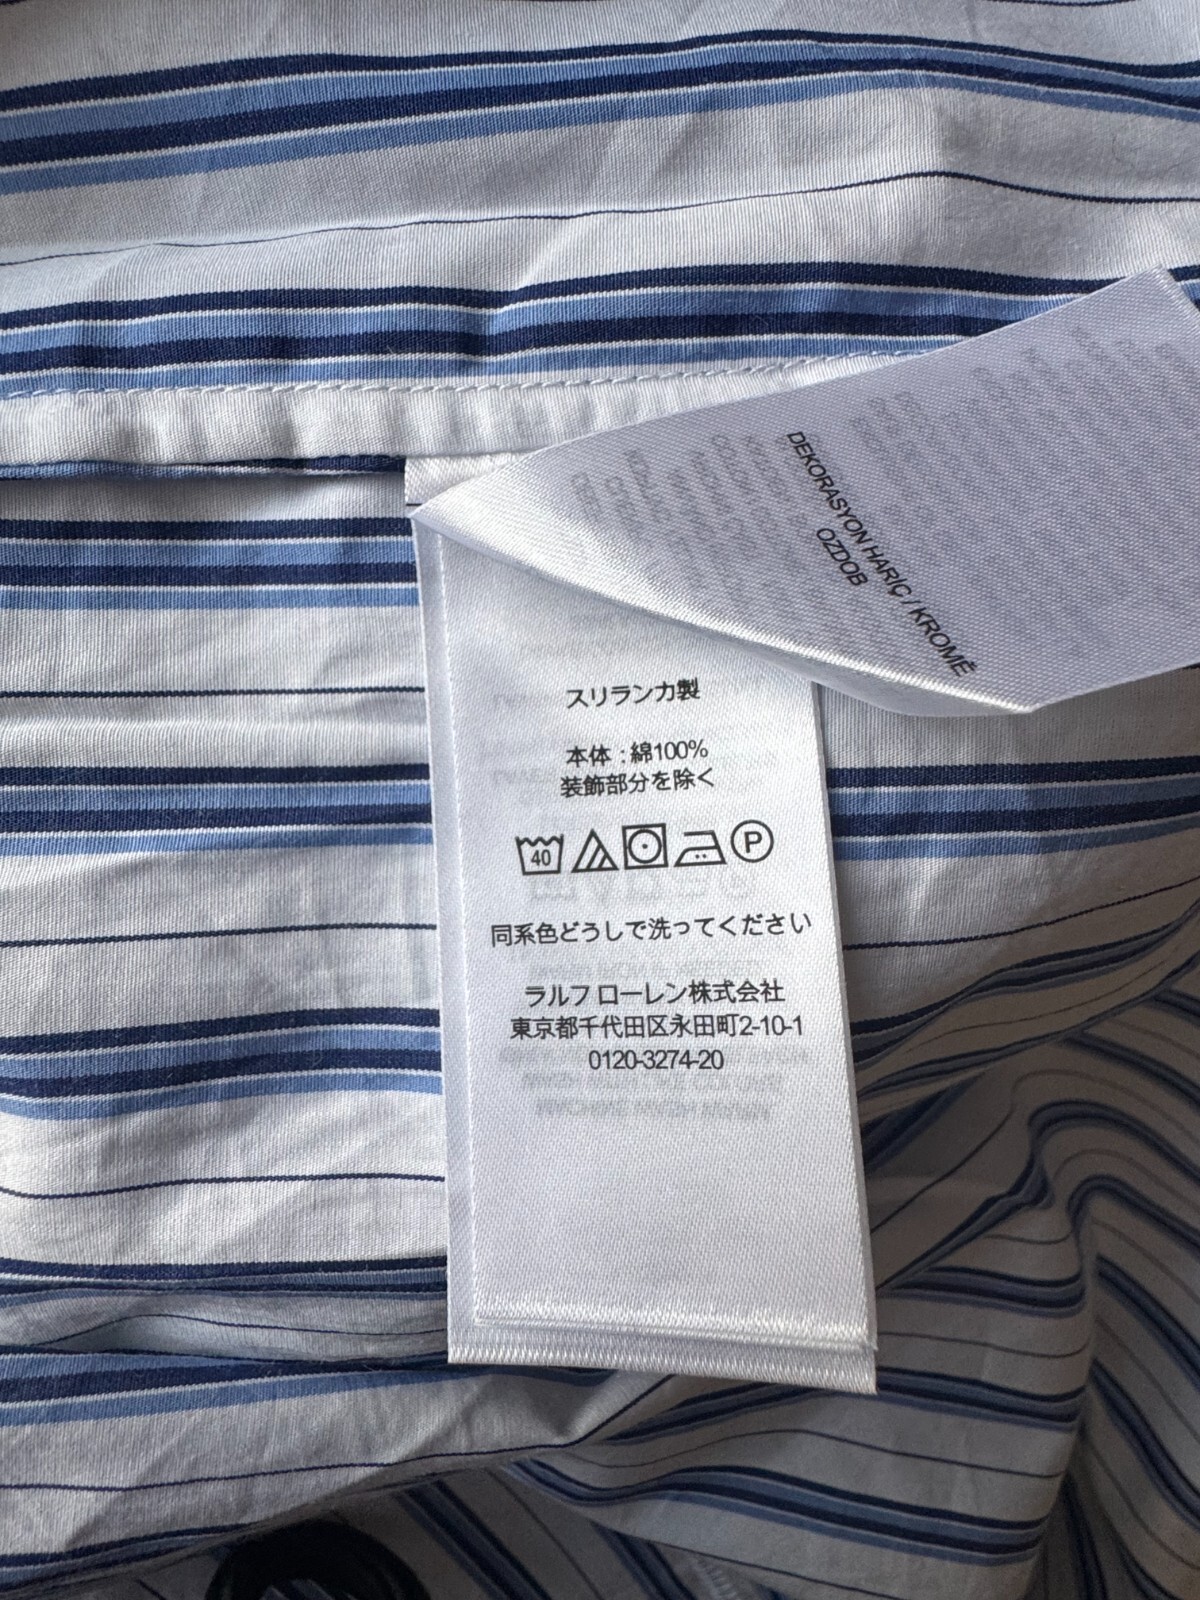 DEKORASYON HARİÇ / KROMĚ
OZDOB
スリランカ製
本体 : 綿100%
装飾部分を除く
40
P
同系色どうしで洗ってください
ラルフ ローレン株式会社
東京都千代田区永田町2-10-1
0120-3274-20